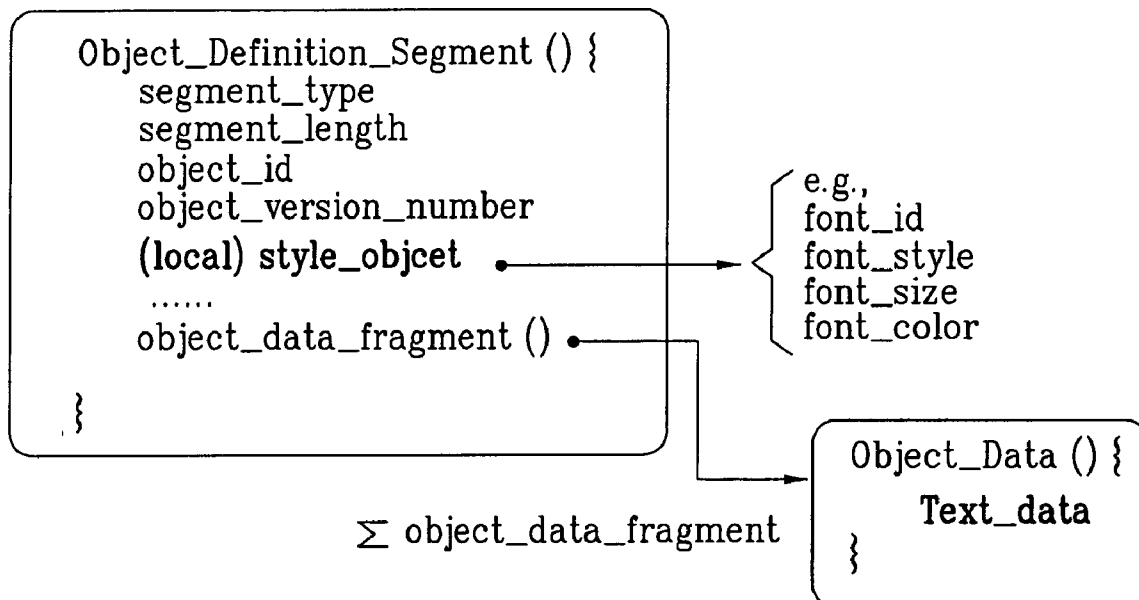 Object_Definition_Segment () {
segment_type
segment_length
object_id
object_version_number
(local) style_objcet
......
object_data_fragment ()
}
e.g.,
font_id
font_style
font_size
font_color
Σ object_data_fragment
Object_Data () {
Text_data
}